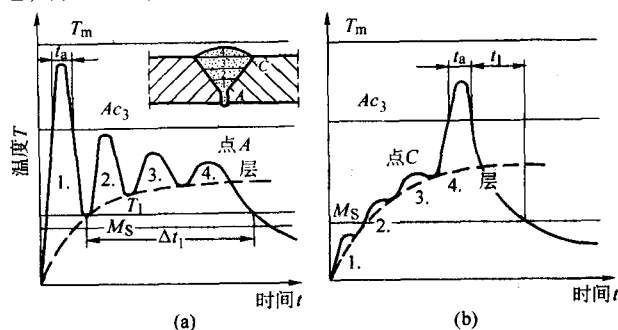 T_m
t_a
C
A
Ac_3
点A
层
1.
2.
3.
4.
T_1
M_S
Δt_1
温度T
时间t
(a)
T_m
t_a
t_1
Ac_3
点C
层
M_S
1.
2.
3.
4.
时间t
(b)